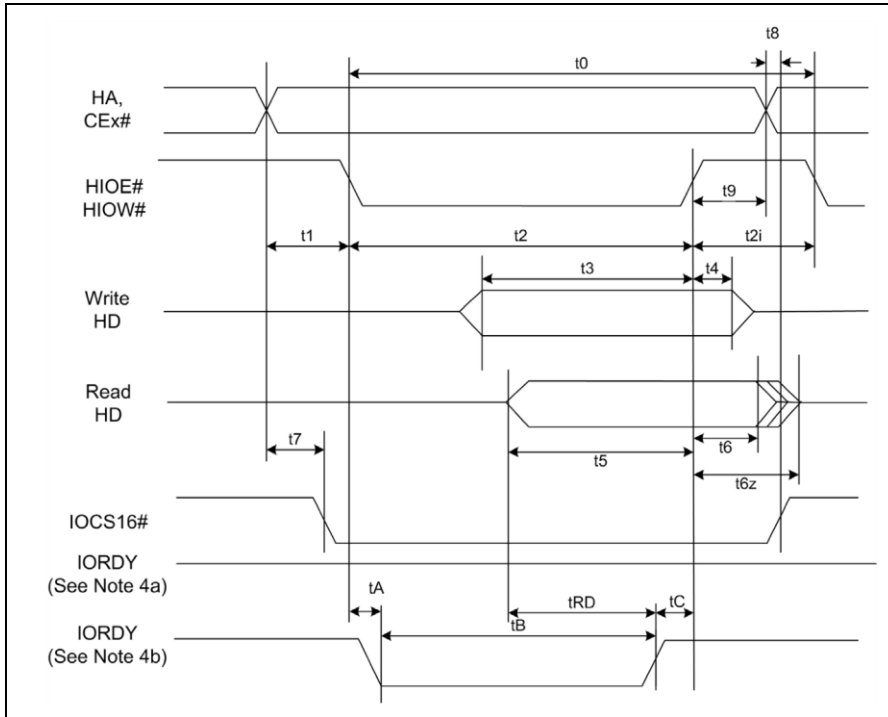 t8
t0
HA,
CEx#
HIOE#
HIOW#
t9
t1
t2
t2i
t3
t4
Write
HD
Read
HD
t7
t6
t5
t6z
IOCS16#
IORDY
(See Note 4a)
tA
tRD
tC
tB
IORDY
(See Note 4b)